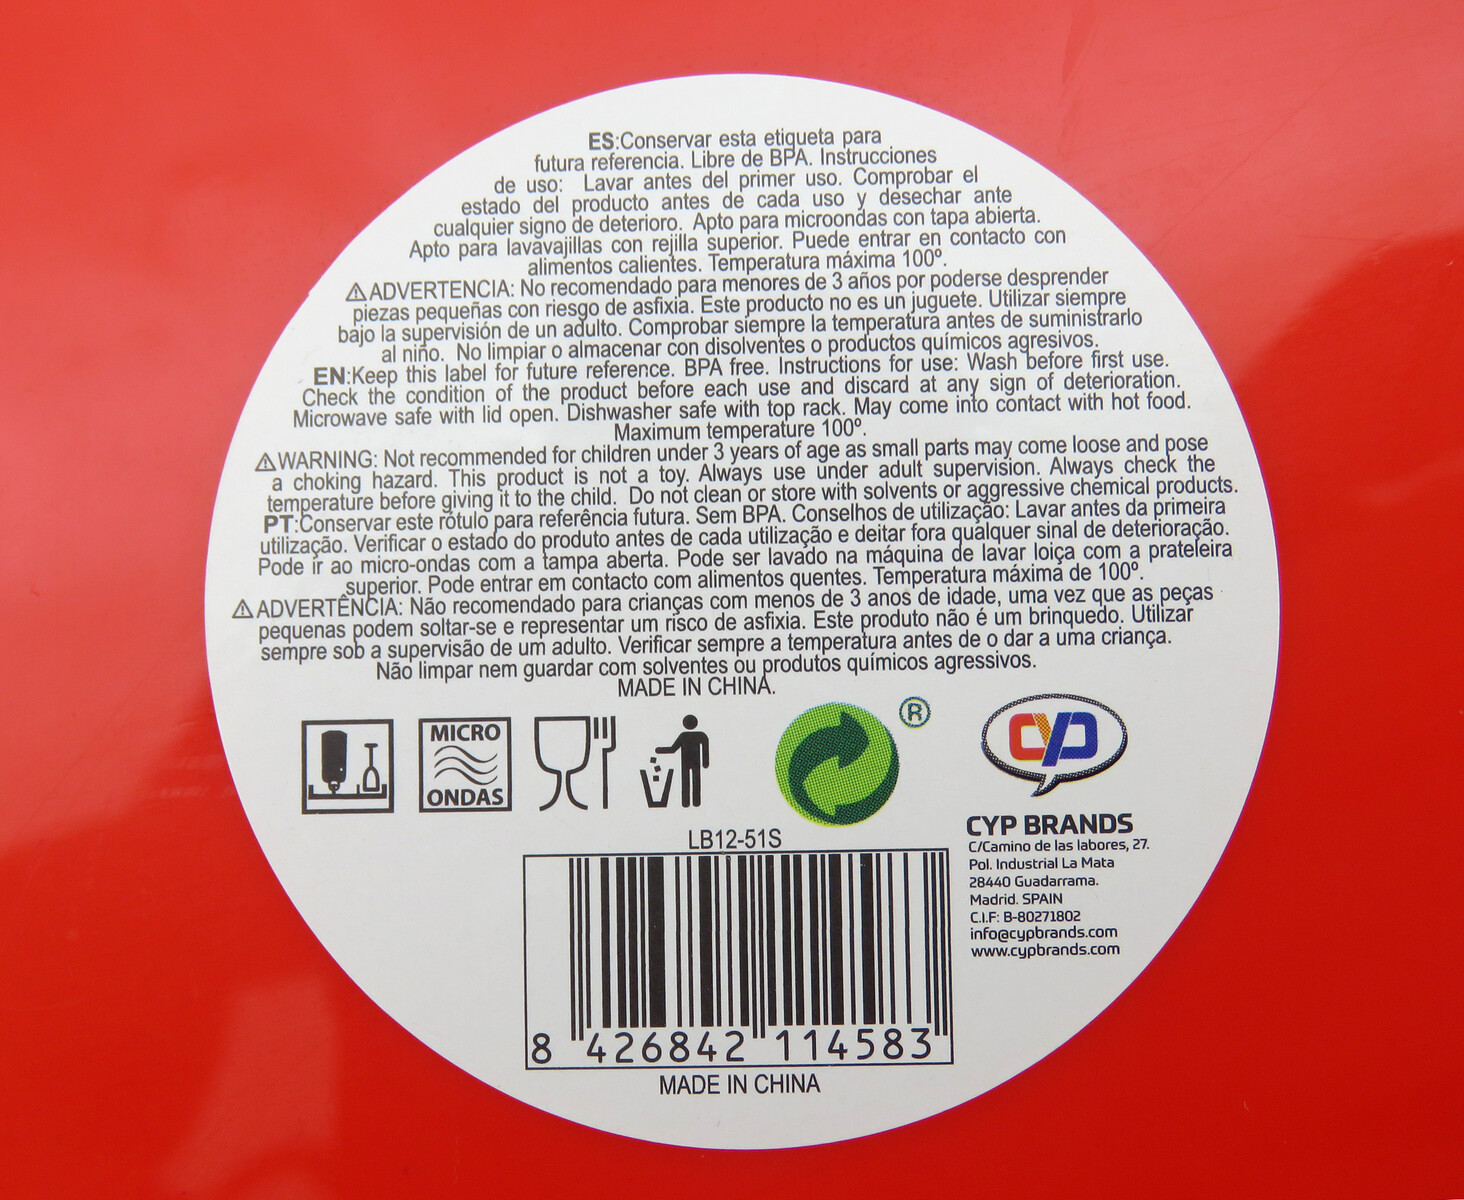 ES:Conservar esta etiqueta para
futura referencia. Libre de BPA. Instrucciones
de uso: Lavar antes del primer uso. Comprobar el
estado del producto antes de cada uso y desechar ante
cualquier signo de deterioro. Apto para microondas con tapa abierta.
Apto para lavavajillas con rejilla superior. Puede entrar en contacto con
alimentos calientes. Temperatura máxima 100º.
⚠ADVERTENCIA: No recomendado para menores de 3 años por poderse desprender
piezas pequeñas con riesgo de asfixia. Este producto no es un juguete. Utilizar siempre
bajo la supervisión de un adulto. Comprobar siempre la temperatura antes de suministrarlo
al niño. No limpiar o almacenar con disolventes o productos químicos agresivos.
EN:Keep this label for future reference. BPA free. Instructions for use: Wash before first use.
Check the condition of the product before each use and discard at any sign of deterioration.
Microwave safe with lid open. Dishwasher safe with top rack. May come into contact with hot food.
Maximum temperature 100º.
⚠WARNING: Not recommended for children under 3 years of age as small parts may come loose and pose
a choking hazard. This product is not a toy. Always use under adult supervision. Always check the
temperature before giving it to the child. Do not clean or store with solvents or aggressive chemical products.
PT:Conservar este rótulo para referência futura. Sem BPA. Conselhos de utilização: Lavar antes da primeira
utilização. Verificar o estado do produto antes de cada utilização e deitar fora qualquer sinal de deterioração.
Pode ir ao micro-ondas com a tampa aberta. Pode ser lavado na máquina de lavar loiça com a prateleira
superior. Pode entrar em contacto com alimentos quentes. Temperatura máxima de 100º.
⚠ADVERTÊNCIA: Não recomendado para crianças com menos de 3 anos de idade, uma vez que as peças
pequenas podem soltar-se e representar um risco de asfixia. Este produto não é um brinquedo. Utilizar
sempre sob a supervisão de um adulto. Verificar sempre a temperatura antes de o dar a uma criança.
Não limpar nem guardar com solventes ou produtos químicos agressivos.
MADE IN CHINA.
MICRO
ONDAS
®
CYP
LB12-51S
8 426842 114583
MADE IN CHINA
CYP BRANDS
C/Camino de las labores, 27.
Pol. Industrial La Mata
28440 Guadarrama.
Madrid. SPAIN
C.I.F: B-80271802
info@cypbrands.com
www.cypbrands.com